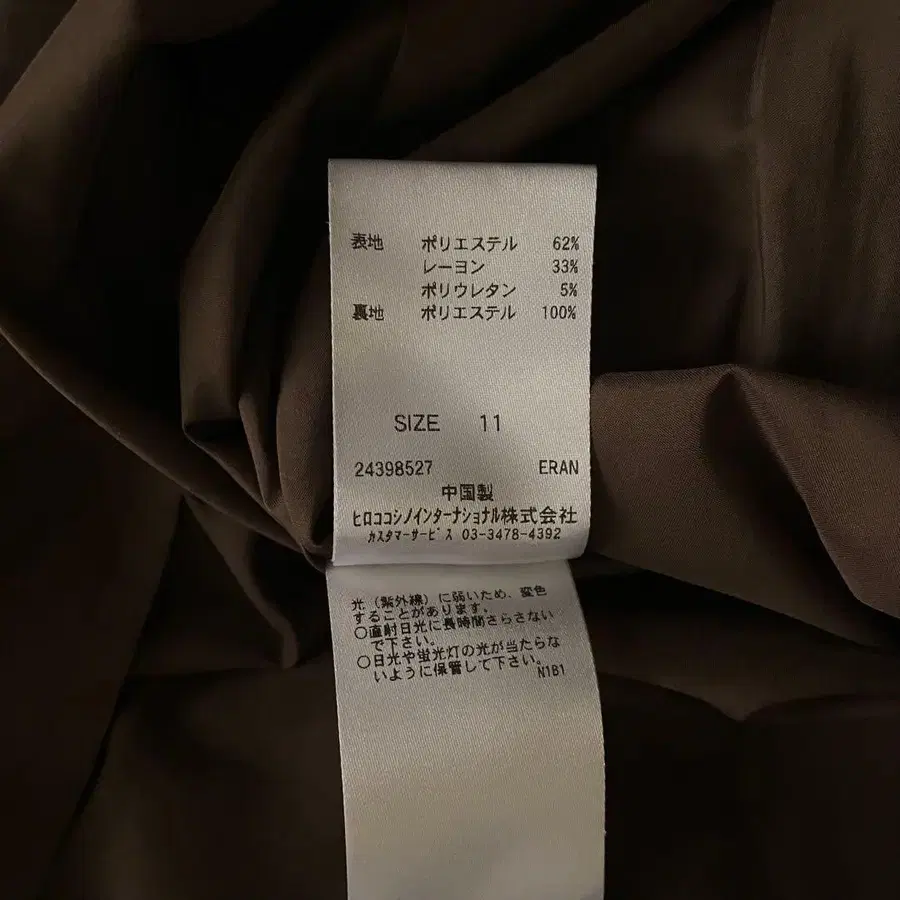 表地 ポリエステル 62%
レーヨン 33%
ポリウレタン 5%
裏地 ポリエステル 100%
SIZE 11
24398527 ERAN
中国製
ヒロココシノインターナショナル株式会社
カスタマーサービス 03-3478-4392
光（紫外線）に弱いため、変色
することがあります。
○直射日光に長時間さらさない
で下さい。
○日光や蛍光灯の光が当たらな
いように保管して下さい。
N1B1